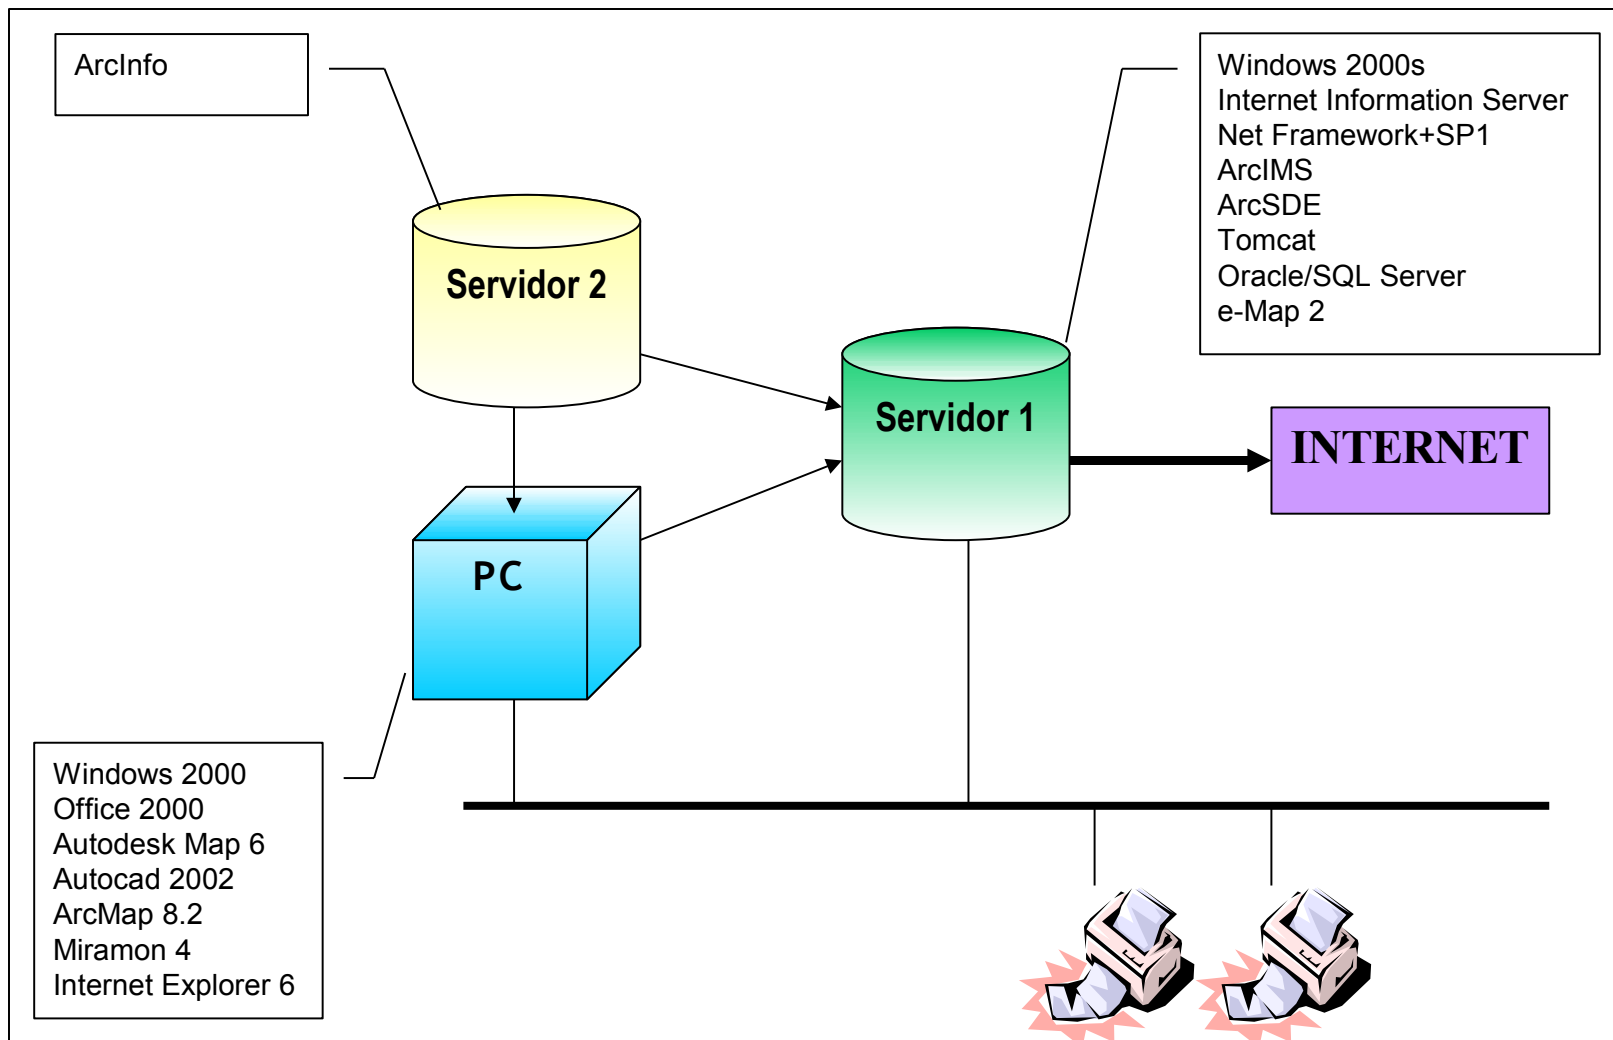 ArcInfo
Windows 2000s
Internet Information Server
Net Framework+SP1
ArcIMS
ArcSDE
Tomcat
Oracle/SQL Server
e-Map 2
Servidor 2
Servidor 1
INTERNET
PC
Windows 2000
Office 2000
Autodesk Map 6
Autocad 2002
ArcMap 8.2
Miramon 4
Internet Explorer 6